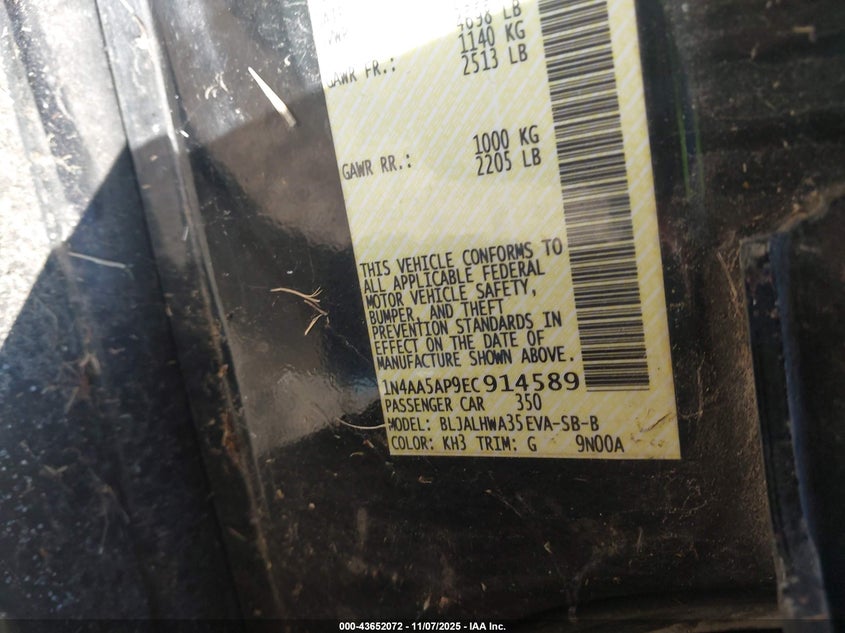 4698 LB
1140 KG
GAWR FR.: 2513 LB
1000 KG
GAWR RR.: 2205 LB
THIS VEHICLE CONFORMS TO
ALL APPLICABLE FEDERAL
MOTOR VEHICLE SAFETY,
BUMPER, AND THEFT
PREVENTION STANDARDS IN
EFFECT ON THE DATE OF
MANUFACTURE SHOWN ABOVE.
1N4AA5AP9EC914589
PASSENGER CAR 350
MODEL: BLJALHWA35EVA-SB-B
COLOR: KH3 TRIM: G 9N00A
000-43652072 - 11/07/2025 - IAA Inc.